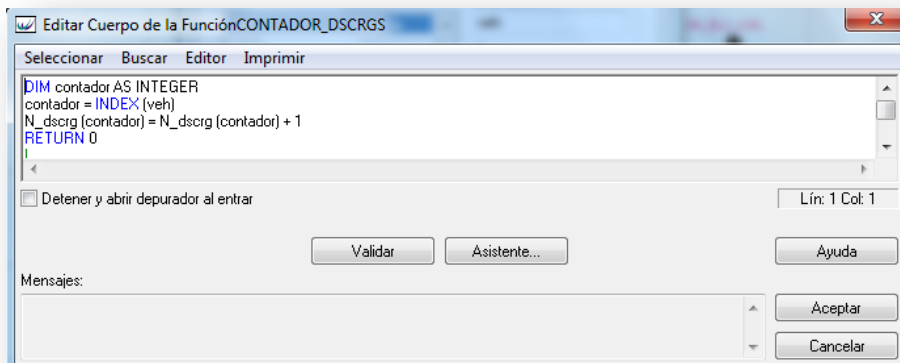 Editar Cuerpo de la FunciónCONTADOR_DSCRGS
Seleccionar Buscar Editor Imprimir
DIM contador AS INTEGER
contador = INDEX (veh)
N_dscrg (contador) = N_dscrg (contador) + 1
RETURN 0
Detener y abrir depurador al entrar
Lín: 1 Col: 1
Validar Asistente... Ayuda
Mensajes:
Aceptar
Cancelar